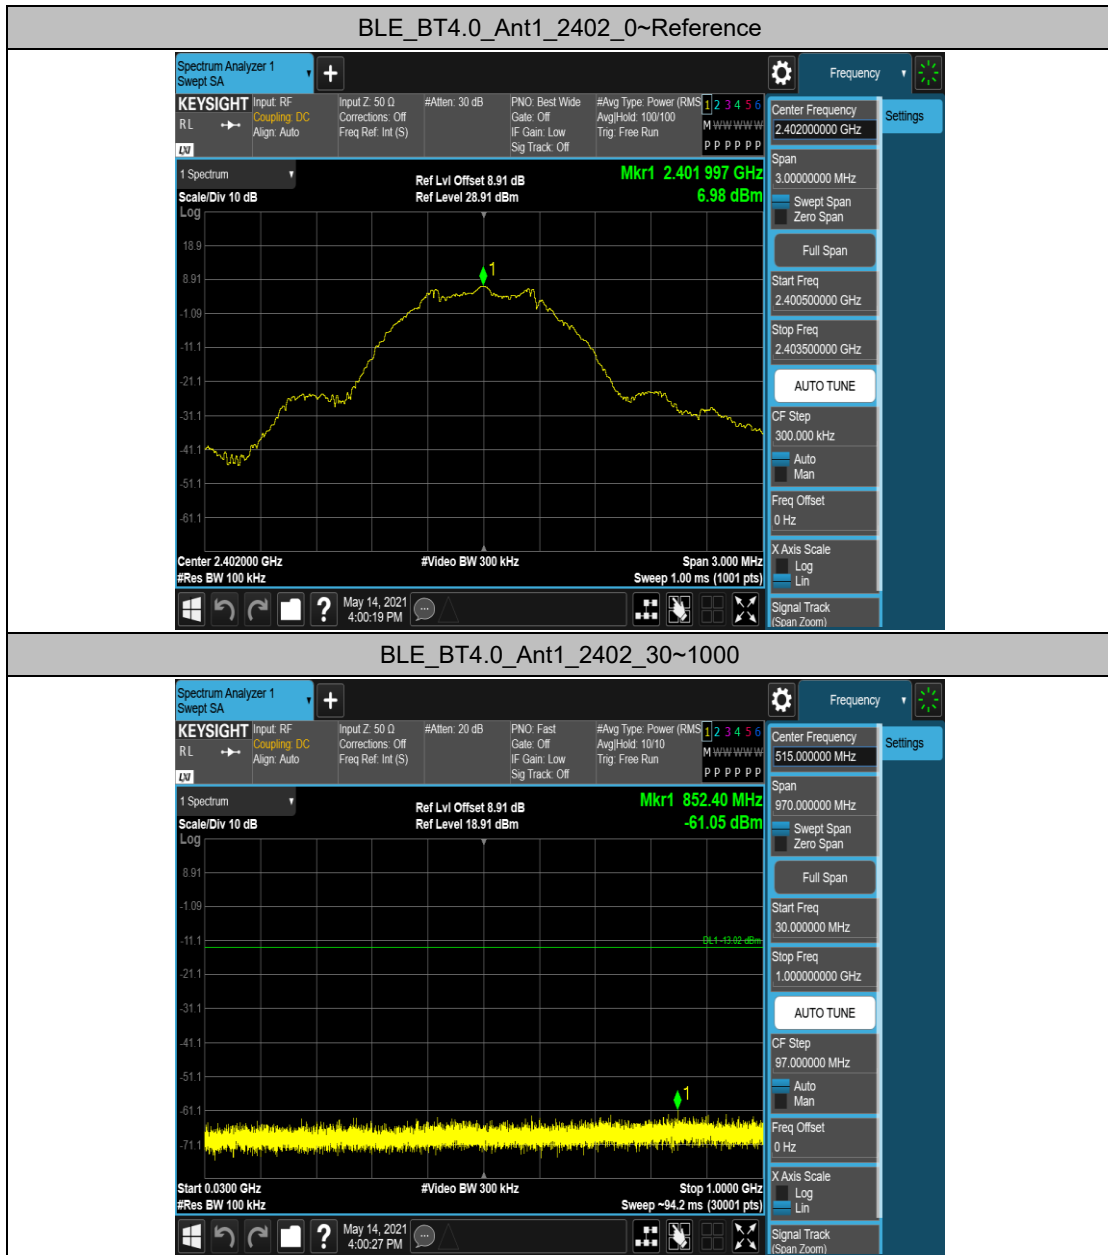 BLE_BT4.0_Ant1_2402_0~Reference
Spectrum Analyzer 1
Swept SA
+
Frequency
KEYSIGHT
RL
LXI
Input: RF
Coupling: DC
Align: Auto
Input Z: 50 Ω
Corrections: Off
Freq Ref: Int (S)
#Atten: 30 dB
PNO: Best Wide
Gate: Off
IF Gain: Low
Sig Track: Off
#Avg Type: Power (RMS
Avg|Hold: 100/100
Trig: Free Run
1 2 3 4 5 6
M W W W W W
P P P P P P
1 Spectrum
Scale/Div 10 dB
Log
Ref Lvl Offset 8.91 dB
Ref Level 28.91 dBm
Mkr1 2.401 997 GHz
6.98 dBm
1
18.9
8.91
-1.09
-11.1
-21.1
-31.1
-41.1
-51.1
-61.1
Center 2.402000 GHz
#Res BW 100 kHz
#Video BW 300 kHz
Span 3.000 MHz
Sweep 1.00 ms (1001 pts)
Center Frequency
2.402000000 GHz
Settings
Span
3.00000000 MHz
Swept Span
Zero Span
Full Span
Start Freq
2.400500000 GHz
Stop Freq
2.403500000 GHz
AUTO TUNE
CF Step
300.000 kHz
Auto
Man
Freq Offset
0 Hz
X Axis Scale
Log
Lin
Signal Track
(Span Zoom)
?
May 14, 2021
4:00:19 PM
BLE_BT4.0_Ant1_2402_30~1000
Spectrum Analyzer 1
Swept SA
+
Frequency
KEYSIGHT
RL
LXI
Input: RF
Coupling: DC
Align: Auto
Input Z: 50 Ω
Corrections: Off
Freq Ref: Int (S)
#Atten: 20 dB
PNO: Fast
Gate: Off
IF Gain: Low
Sig Track: Off
#Avg Type: Power (RMS
Avg|Hold: 10/10
Trig: Free Run
1 2 3 4 5 6
M W W W W W
P P P P P P
1 Spectrum
Scale/Div 10 dB
Log
Ref Lvl Offset 8.91 dB
Ref Level 18.91 dBm
Mkr1 852.40 MHz
-61.05 dBm
8.91
-1.09
-11.1
DL1 -13.02 dBm
-21.1
-31.1
-41.1
-51.1
1
-61.1
-71.1
Start 0.0300 GHz
#Res BW 100 kHz
#Video BW 300 kHz
Stop 1.0000 GHz
Sweep ~94.2 ms (30001 pts)
Center Frequency
515.000000 MHz
Settings
Span
970.000000 MHz
Swept Span
Zero Span
Full Span
Start Freq
30.000000 MHz
Stop Freq
1.000000000 GHz
AUTO TUNE
CF Step
97.000000 MHz
Auto
Man
Freq Offset
0 Hz
X Axis Scale
Log
Lin
Signal Track
(Span Zoom)
?
May 14, 2021
4:00:27 PM